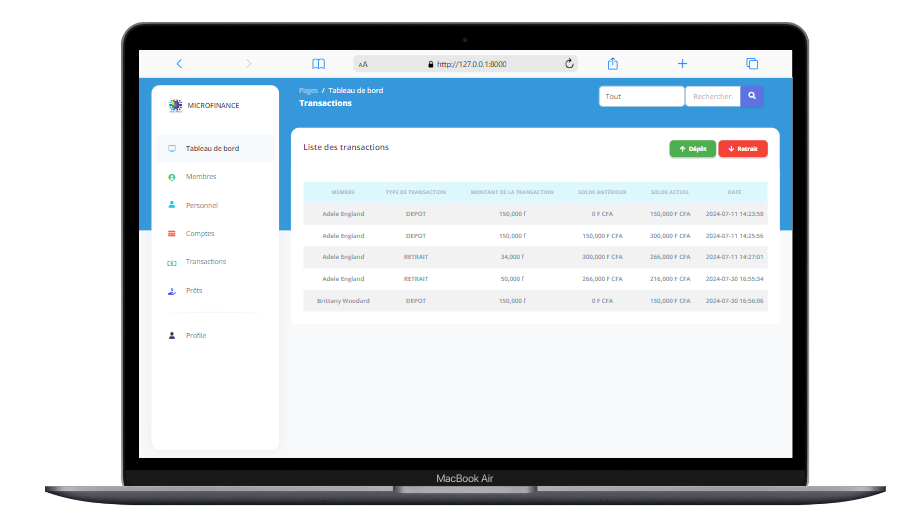 AA
http://127.0.0.1:8000
MICROFINANCE
Tableau de bord
Membres
Personnel
Comptes
Transactions
Prêts
Profile
Pages / Tableau de bord
Transactions
Tout
Rechercher.
Liste des transactions
Dépôt
Retrait
MEMBRE TYPE DE TRANSACTION MONTANT DE LA TRANSACTION SOLDE ANTÉRIEUR SOLDE ACTUEL DATE
Adele England DEPOT 150,000 f 0 F CFA 150,000 F CFA 2024-07-11 14:23:58
Adele England DEPOT 150,000 f 150,000 F CFA 300,000 F CFA 2024-07-11 14:25:56
Adele England RETRAIT 34,000 f 300,000 F CFA 266,000 F CFA 2024-07-11 14:27:01
Adele England RETRAIT 50,000 f 266,000 F CFA 216,000 F CFA 2024-07-30 16:55:34
Brittany Woodard DEPOT 150,000 f 0 F CFA 150,000 F CFA 2024-07-30 16:56:06
MacBook Air